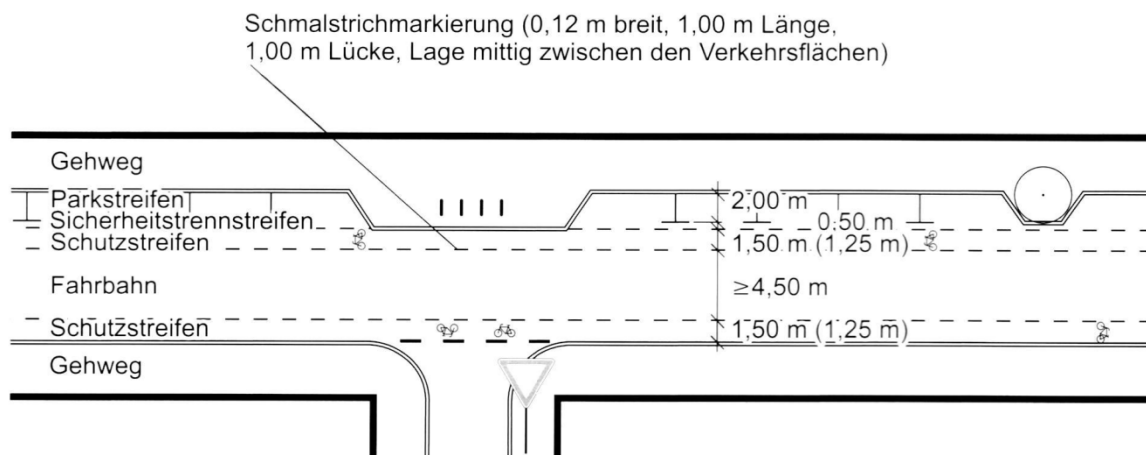 Schmalstrichmarkierung (0,12 m breit, 1,00 m Länge,
1,00 m Lücke, Lage mittig zwischen den Verkehrsflächen)
Gehweg
Parkstreifen
2,00 m
Sicherheitstrennstreifen
0,50 m
Schutzstreifen
1,50 m (1,25 m)
Fahrbahn
≥4,50 m
Schutzstreifen
1,50 m (1,25 m)
Gehweg